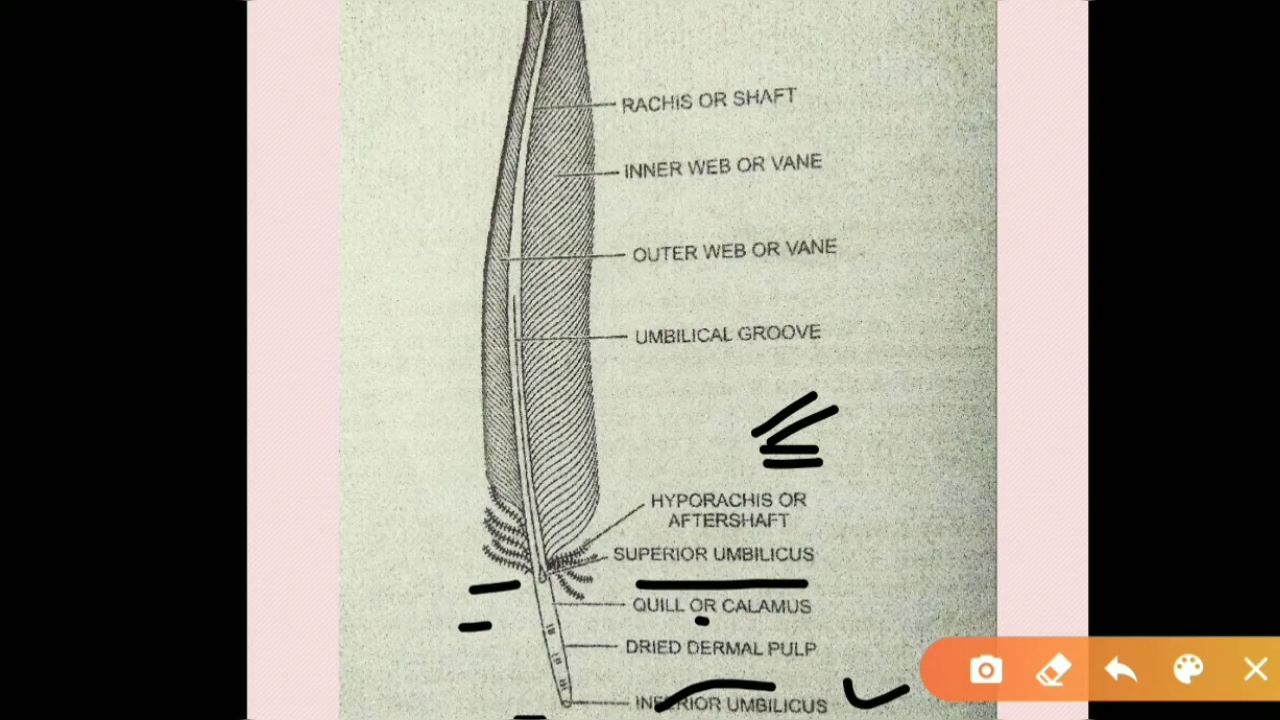 RACHIS OR SHAFT
INNER WEB OR VANE
OUTER WEB OR VANE
UMBILICAL GROOVE
HYPORACHIS OR
AFTERSHAFT
SUPERIOR UMBILICUS
QUILL OR CALAMUS
DRIED DERMAL PULP
INFERIOR UMBILICUS